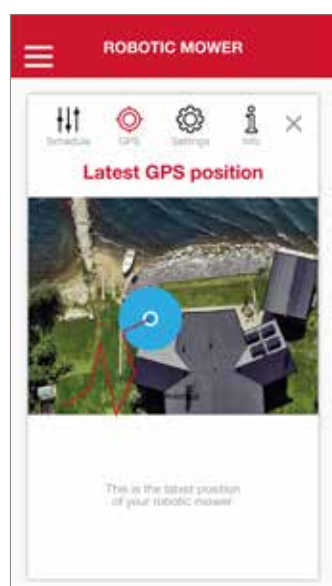 ROBOTIC MOWER
Schedule GPS Settings Info
Latest GPS position
This is the latest position
of your robotic mower.